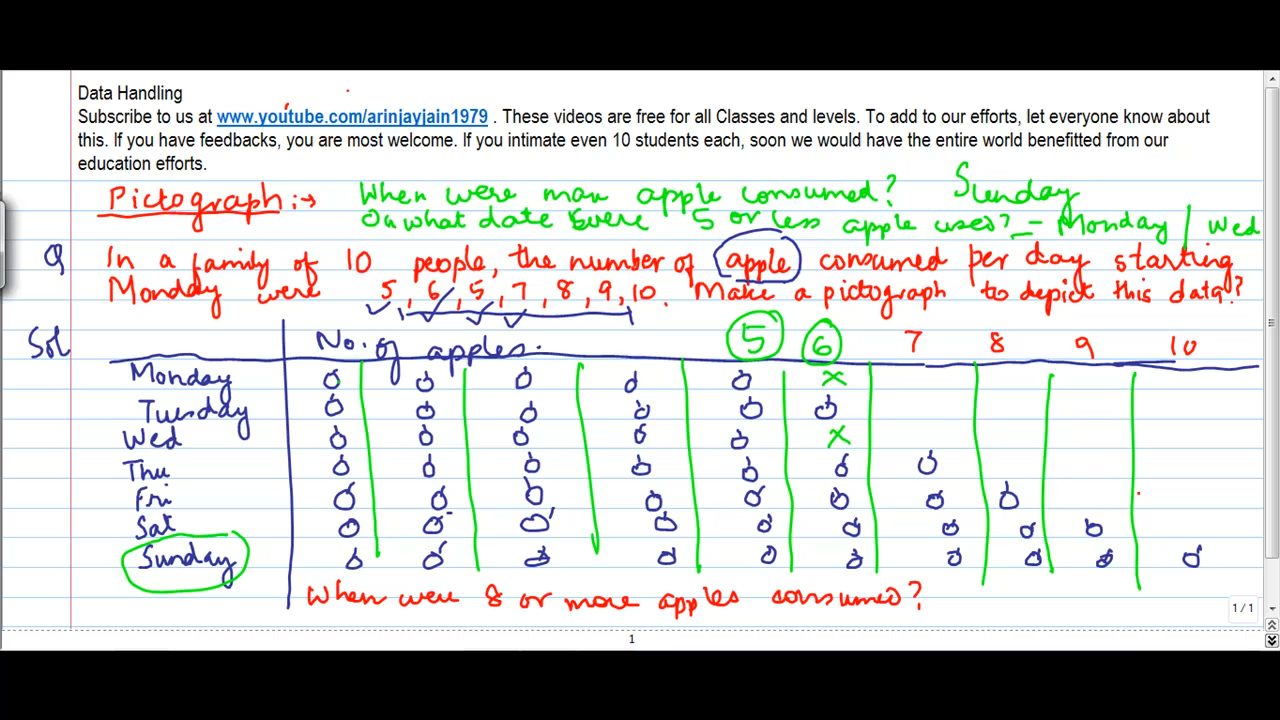 Data Handling
Subscribe to us at www.youtube.com/arinjayjain1979 . These videos are free for all Classes and levels. To add to our efforts, let everyone know about
this. If you have feedbacks, you are most welcome. If you intimate even 10 students each, soon we would have the entire world benefitted from our
education efforts.
Pictograph :→ When were max apple consumed? Sunday
On what date were 5 or less apple used? – Monday / Wed
Q In a family of 10 people, the number of apple consumed per day starting
Monday were 5, 6, 5, 7, 8, 9, 10. Make a pictograph to depict this data?
Sol No. of apples. 5 6 7 8 9 10
Monday x
Tuesday
Wed x
Thu
Fri
Sat
Sunday
When were 8 or more apples consumed?
1 / 1
1